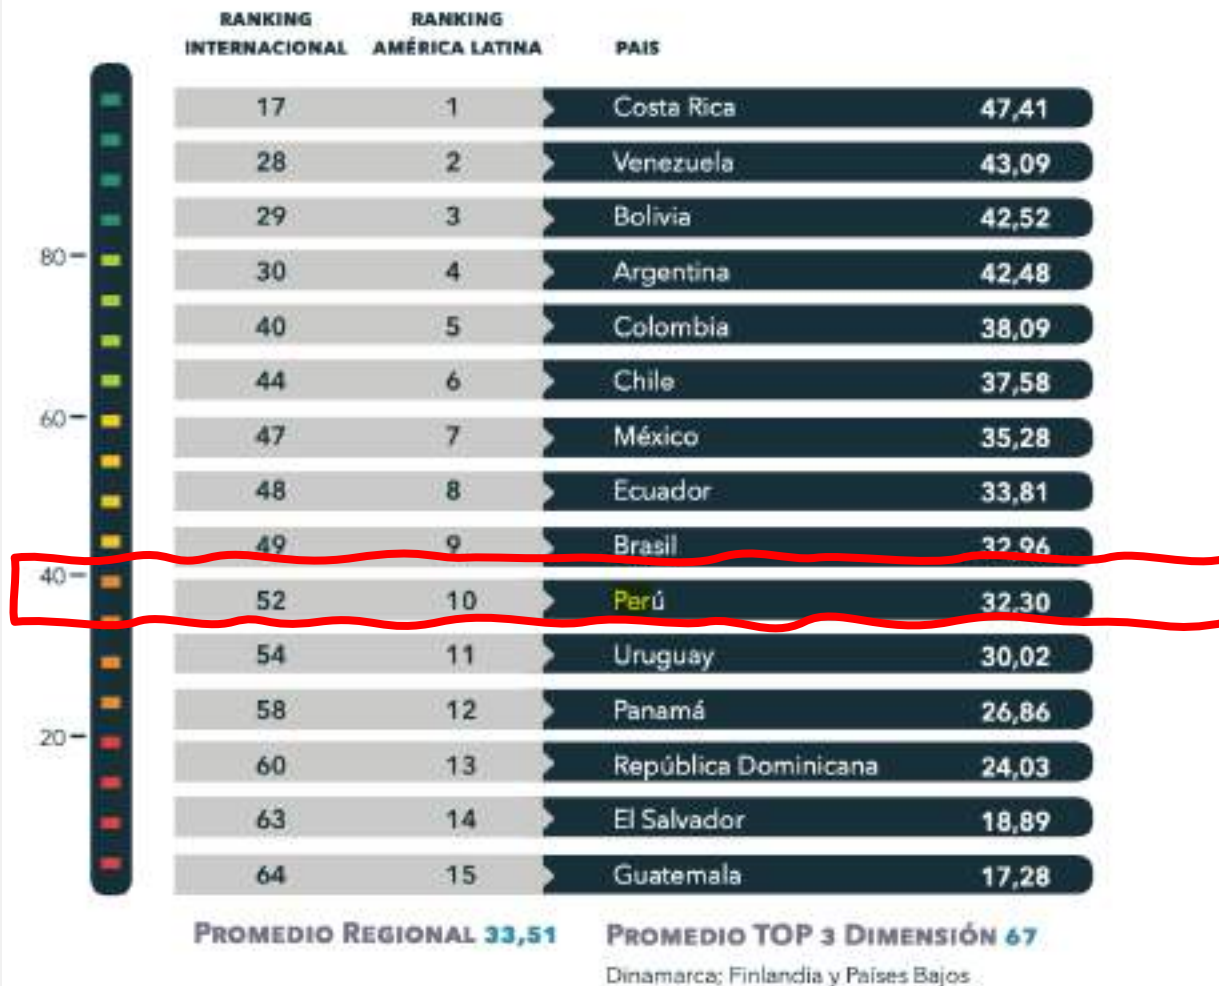 RANKING INTERNACIONAL RANKING AMÉRICA LATINA PAIS
17 1 Costa Rica 47,41
28 2 Venezuela 43,09
29 3 Bolivia 42,52
80
30 4 Argentina 42,48
40 5 Colombia 38,09
44 6 Chile 37,58
60
47 7 México 35,28
48 8 Ecuador 33,81
49 9 Brasil 32,96
40
52 10 Perú 32,30
54 11 Uruguay 30,02
58 12 Panamá 26,86
20
60 13 República Dominicana 24,03
63 14 El Salvador 18,89
64 15 Guatemala 17,28
PROMEDIO REGIONAL 33,51 PROMEDIO TOP 3 DIMENSIÓN 67
Dinamarca; Finlandia y Países Bajos